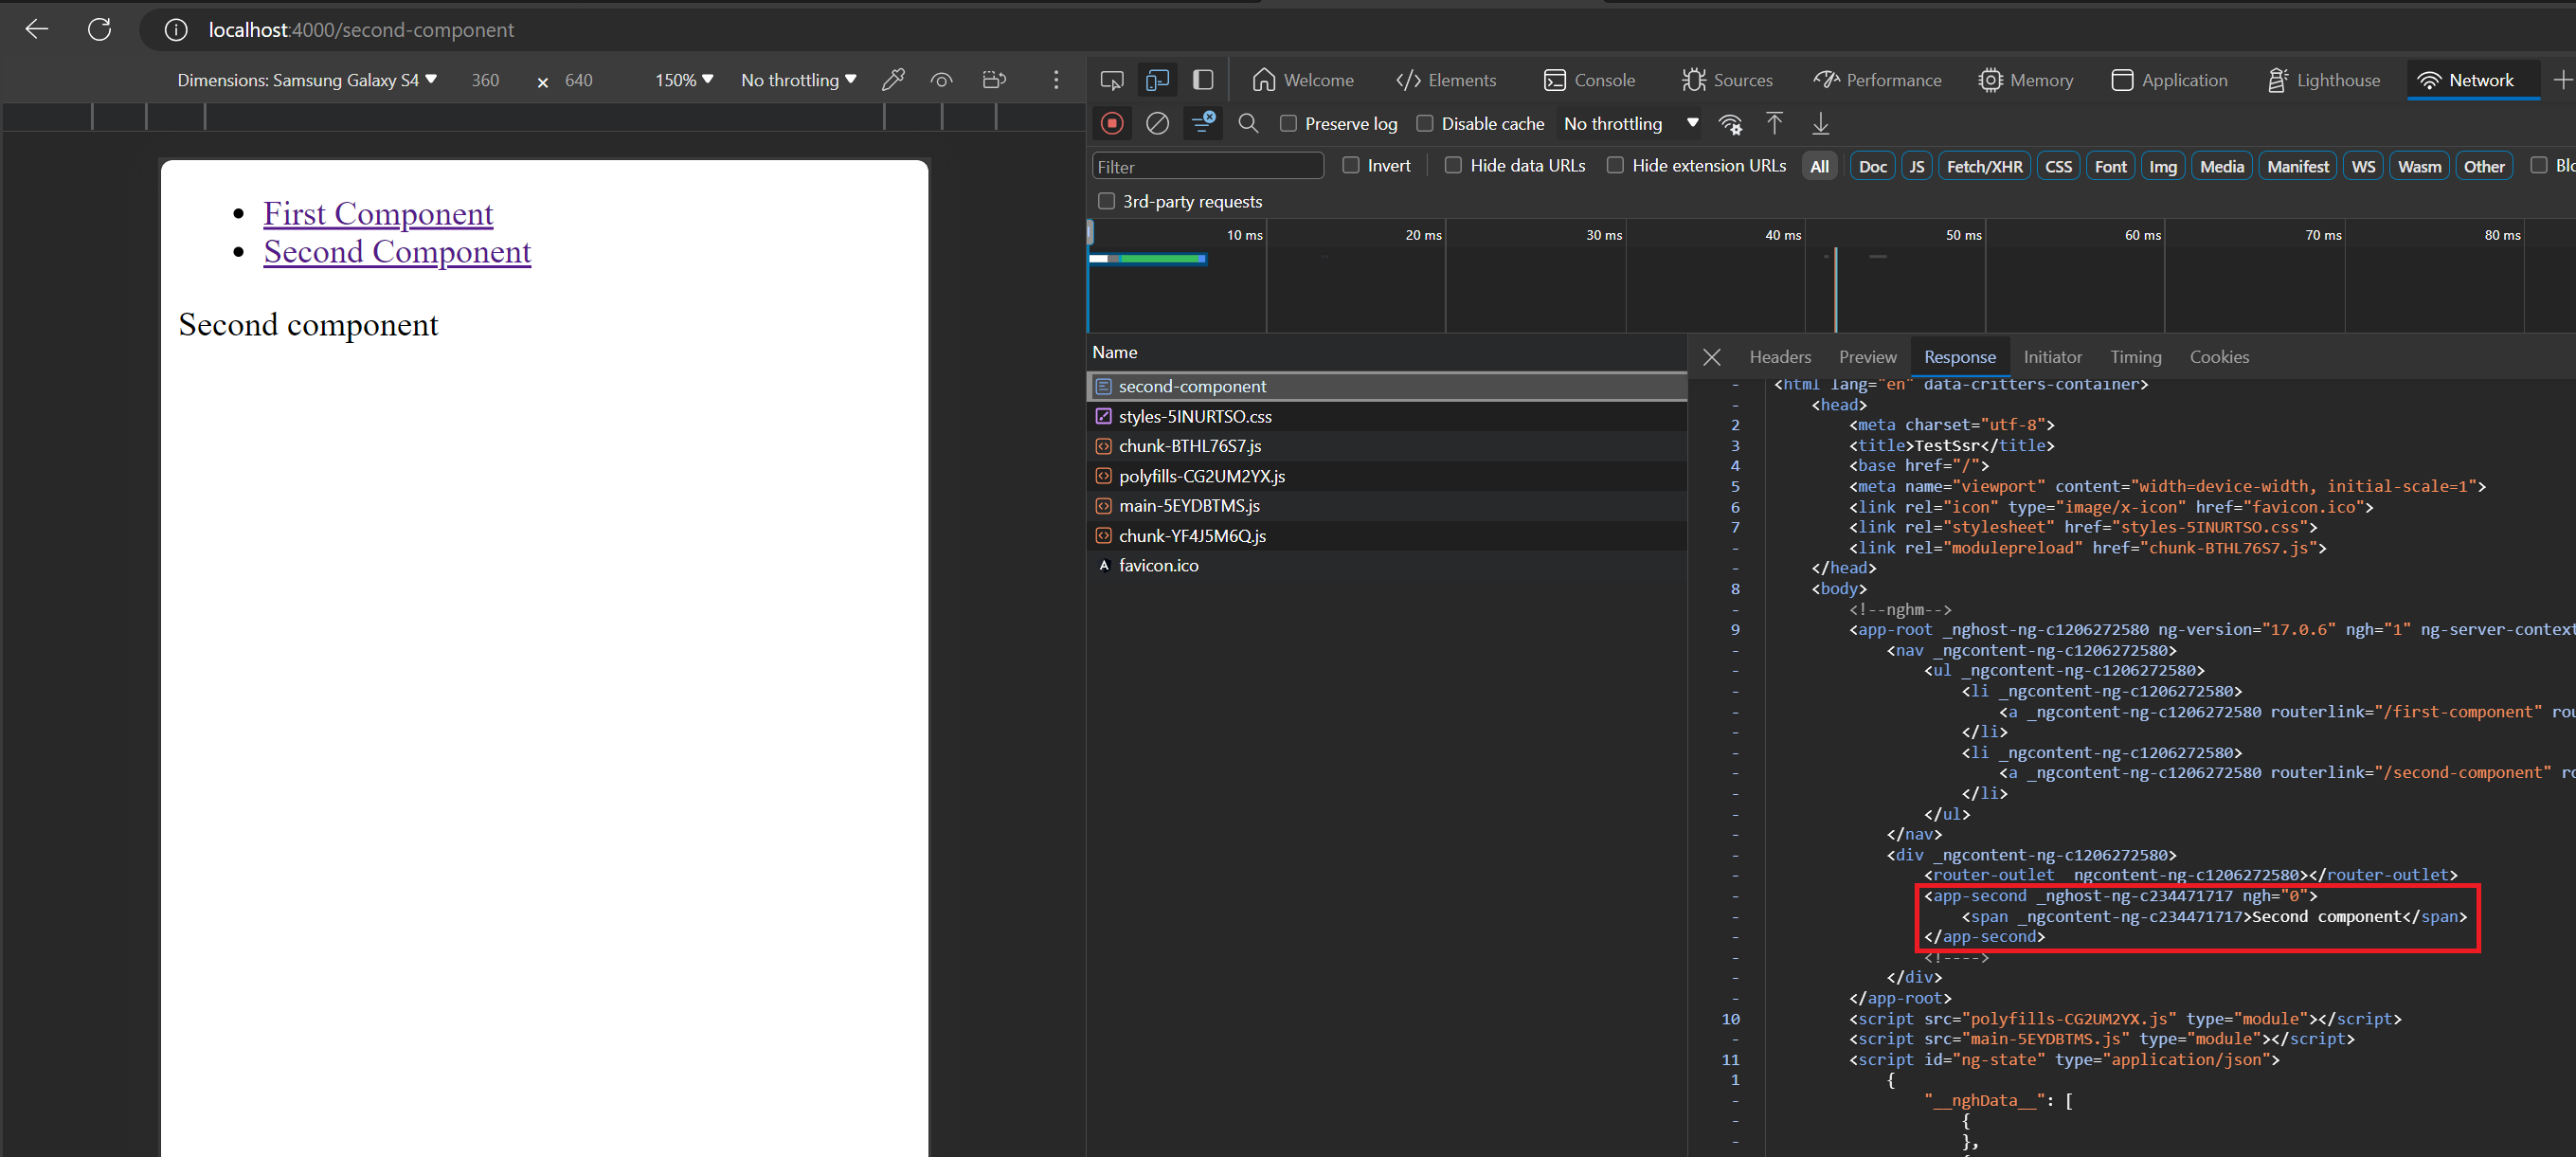 localhost:4000/second-component
Dimensions: Samsung Galaxy S4 ▼ 360 × 640 150% ▼ No throttling ▼
Welcome </> Elements Console Sources Performance Memory Application Lighthouse Network
Preserve log Disable cache No throttling ▼
Filter Invert Hide data URLs Hide extension URLs All Doc JS Fetch/XHR CSS Font Img Media Manifest WS Wasm Other
3rd-party requests
10 ms 20 ms 30 ms 40 ms 50 ms 60 ms 70 ms 80 ms
• First Component
• Second Component
Second component
Name
second-component
styles-5INURTSO.css
chunk-BTHL76S7.js
polyfills-CG2UM2YX.js
main-5EYDBTMS.js
chunk-YF4J5M6Q.js
favicon.ico
Headers Preview Response Initiator Timing Cookies
- <html lang="en" data-critters-container>
- <head>
2 <meta charset="utf-8">
3 <title>TestSsr</title>
4 <base href="/">
5 <meta name="viewport" content="width=device-width, initial-scale=1">
6 <link rel="icon" type="image/x-icon" href="favicon.ico">
7 <link rel="stylesheet" href="styles-5INURTSO.css">
- <link rel="modulepreload" href="chunk-BTHL76S7.js">
- </head>
8 <body>
- <!--nghm-->
9 <app-root _nghost-ng-c1206272580 ng-version="17.0.6" ngh="1" ng-server-context
- <nav _ngcontent-ng-c1206272580>
- <ul _ngcontent-ng-c1206272580>
- <li _ngcontent-ng-c1206272580>
- <a _ngcontent-ng-c1206272580 routerlink="/first-component" rou
- </li>
- <li _ngcontent-ng-c1206272580>
- <a _ngcontent-ng-c1206272580 routerlink="/second-component" ro
- </li>
- </ul>
- </nav>
- <div _ngcontent-ng-c1206272580>
- <router-outlet _ngcontent-ng-c1206272580></router-outlet>
- <app-second _nghost-ng-c234471717 ngh="0">
- <span _ngcontent-ng-c234471717>Second component</span>
- </app-second>
- <!---->
- </div>
- </app-root>
10 <script src="polyfills-CG2UM2YX.js" type="module"></script>
- <script src="main-5EYDBTMS.js" type="module"></script>
11 <script id="ng-state" type="application/json">
1 {
- "__nghData__": [
- {
- },